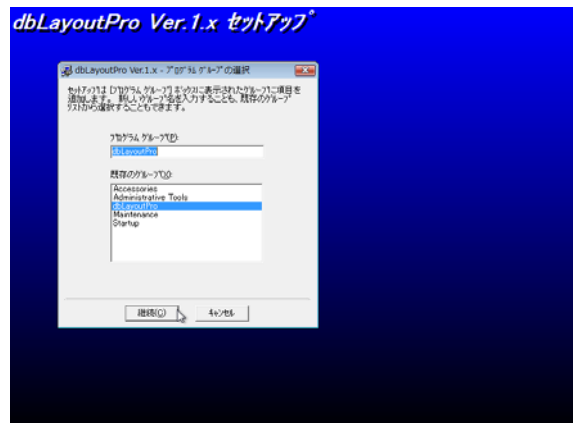 dbLayoutPro Ver.1.x セットアップ
dbLayoutPro Ver.1.x - プログラム グループの選択
セットアップは [プログラム グループ] ボックスに表示されたグループに項目を
追加します。 新しいグループ名を入力することも、既存のグループ
リストから選択することもできます。
プログラム グループ(P):
dbLayoutPro
既存のグループ(X):
Accessories
Administrative Tools
dbLayoutPro
Maintenance
Startup
継続(C)
キャンセル